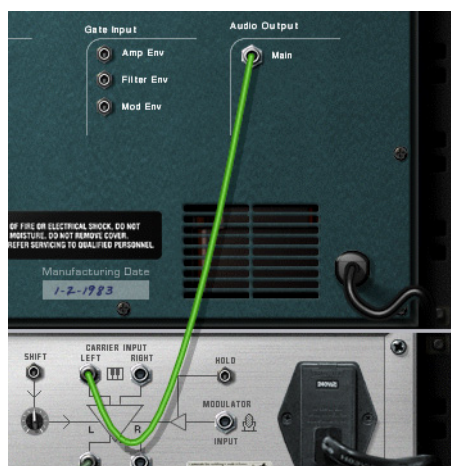 Gate Input
Audio Output
Amp Env
Main
Filter Env
Mod Env
OF FIRE OR ELECTRICAL SHOCK, DO NOT
MOISTURE. DO NOT REMOVE COVER.
REFER SERVICING TO QUALIFIED PERSONNEL.
Manufacturing Date
1-2-1983
CARRIER INPUT
SHIFT
LEFT
RIGHT
HOLD
L
R
MODULATOR
INPUT